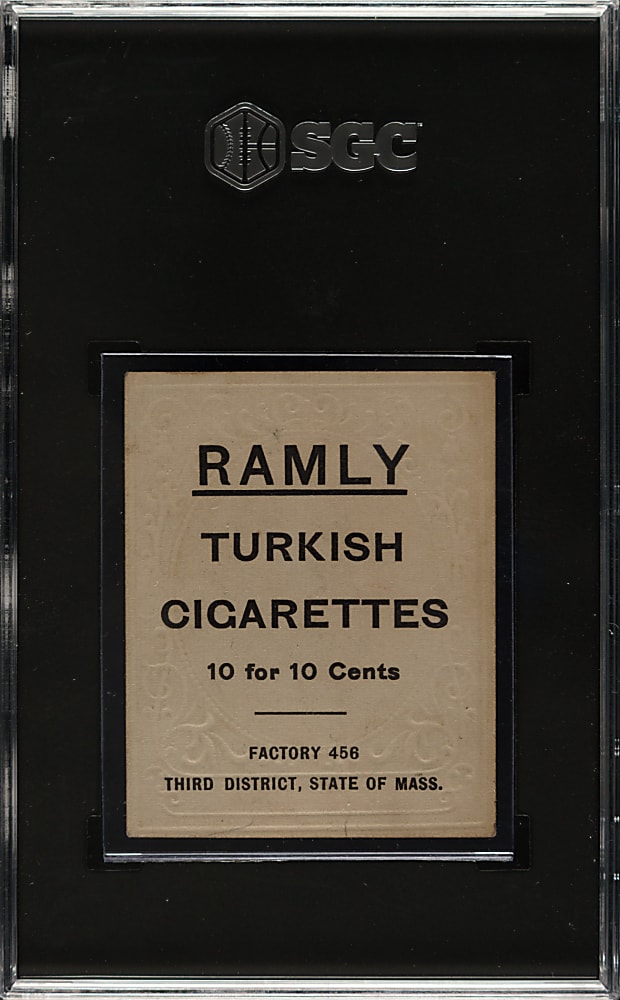 SGC
RAMLY
TURKISH
CIGARETTES
10 for 10 Cents
FACTORY 456
THIRD DISTRICT, STATE OF MASS.